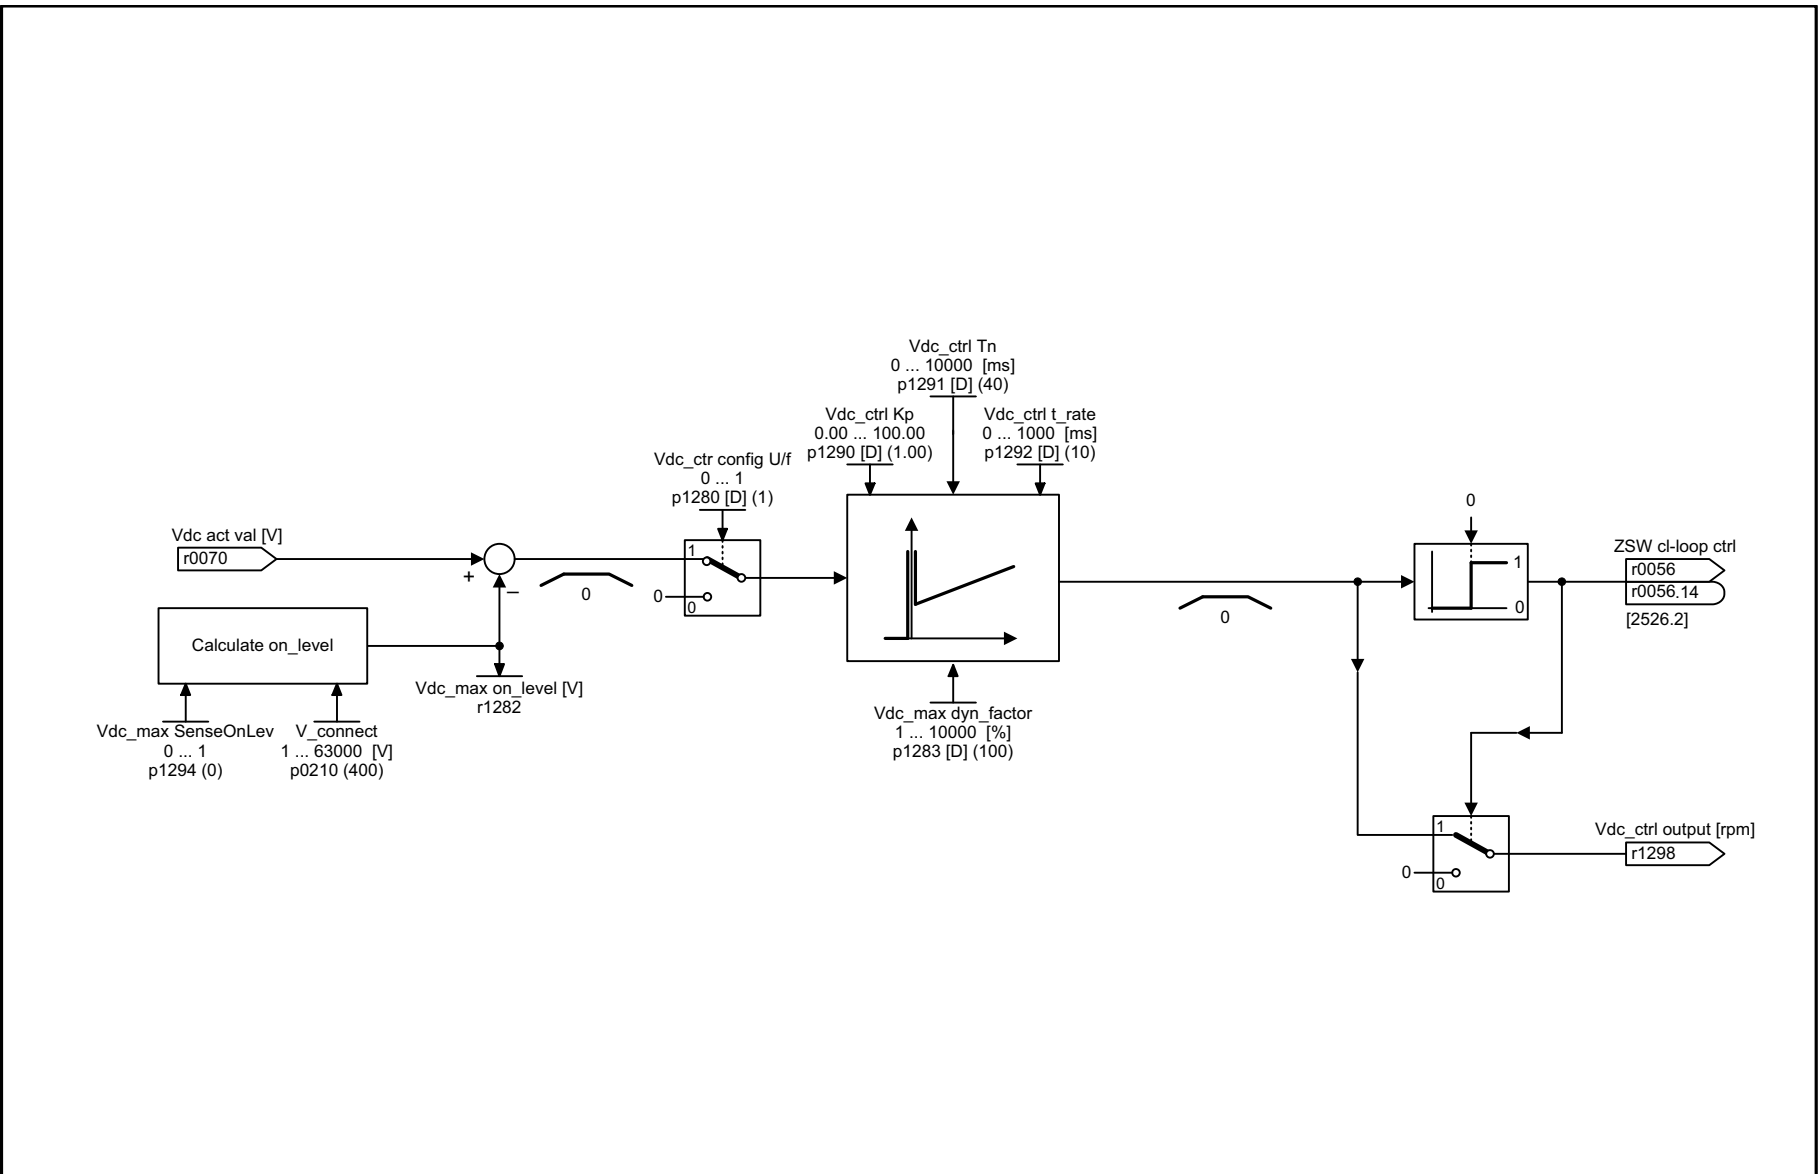 Vdc_ctrl Tn
0 ... 10000 [ms]
p1291 [D] (40)
Vdc_ctrl Kp
0.00 ... 100.00
p1290 [D] (1.00)
Vdc_ctrl t_rate
0 ... 1000 [ms]
p1292 [D] (10)
Vdc_ctr config U/f
0 ... 1
p1280 [D] (1)
Vdc act val [V]
r0070
+
–
0
1
0
0
Calculate on_level
Vdc_max on_level [V]
r1282
Vdc_max SenseOnLev
0 ... 1
p1294 (0)
V_connect
1 ... 63000 [V]
p0210 (400)
Vdc_max dyn_factor
1 ... 10000 [%]
p1283 [D] (100)
0
0
1
0
ZSW cl-loop ctrl
r0056
r0056.14
[2526.2]
1
0
0
Vdc_ctrl output [rpm]
r1298